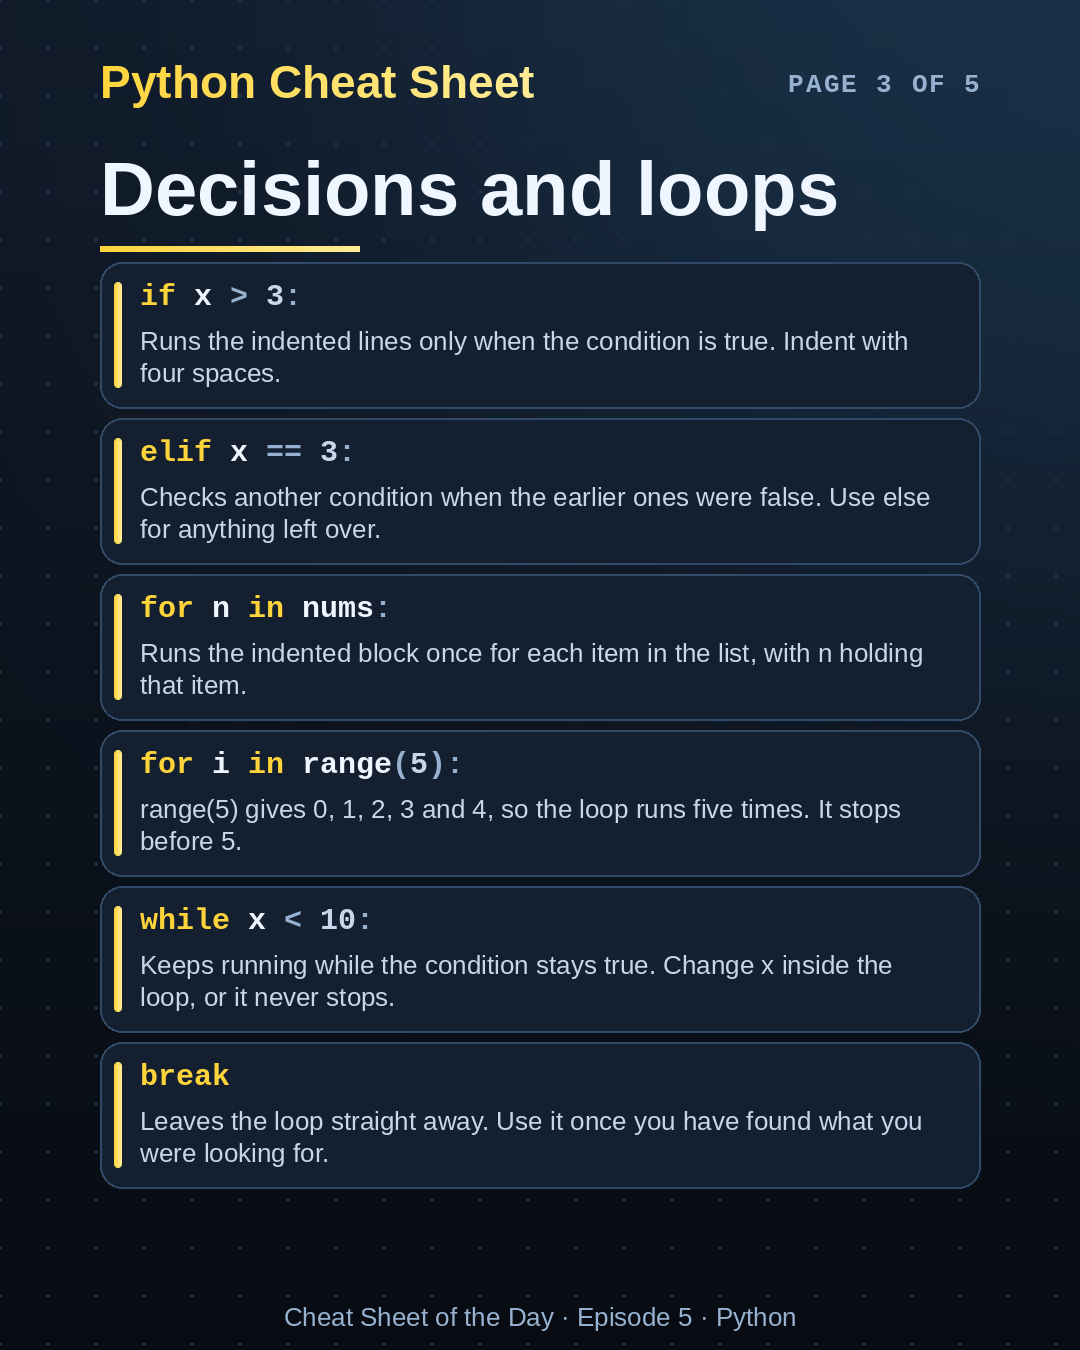 Python Cheat Sheet
PAGE 3 OF 5
Decisions and loops
if x > 3:
Runs the indented lines only when the condition is true. Indent with
four spaces.
elif x == 3:
Checks another condition when the earlier ones were false. Use else
for anything left over.
for n in nums:
Runs the indented block once for each item in the list, with n holding
that item.
for i in range(5):
range(5) gives 0, 1, 2, 3 and 4, so the loop runs five times. It stops
before 5.
while x < 10:
Keeps running while the condition stays true. Change x inside the
loop, or it never stops.
break
Leaves the loop straight away. Use it once you have found what you
were looking for.
Cheat Sheet of the Day · Episode 5 · Python